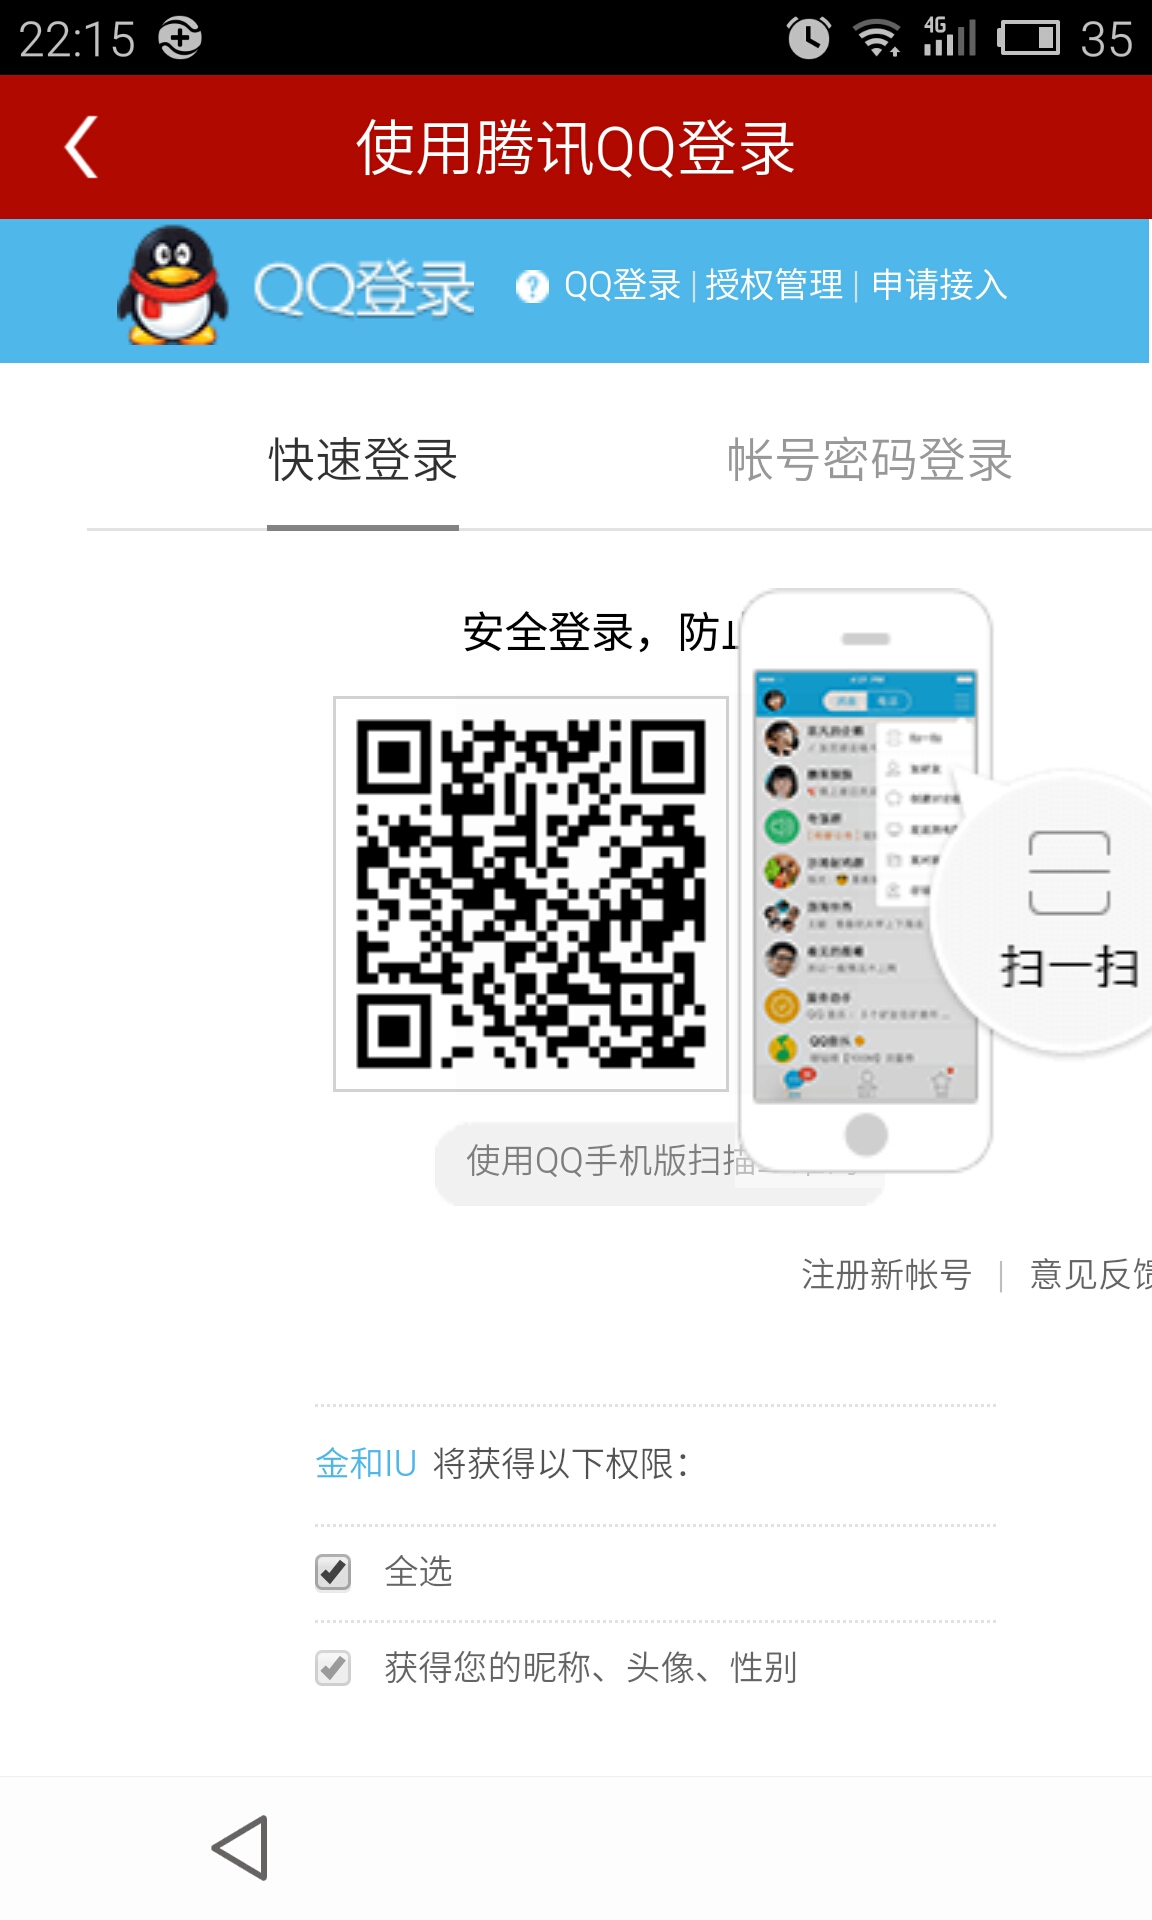 22:15 4G 35
使用腾讯QQ登录
QQ登录 ? QQ登录 | 授权管理 | 申请接入
快速登录 帐号密码登录
安全登录，防止
扫一扫
使用QQ手机版扫描
注册新帐号 | 意见反馈
金和IU 将获得以下权限：
全选
获得您的昵称、头像、性别